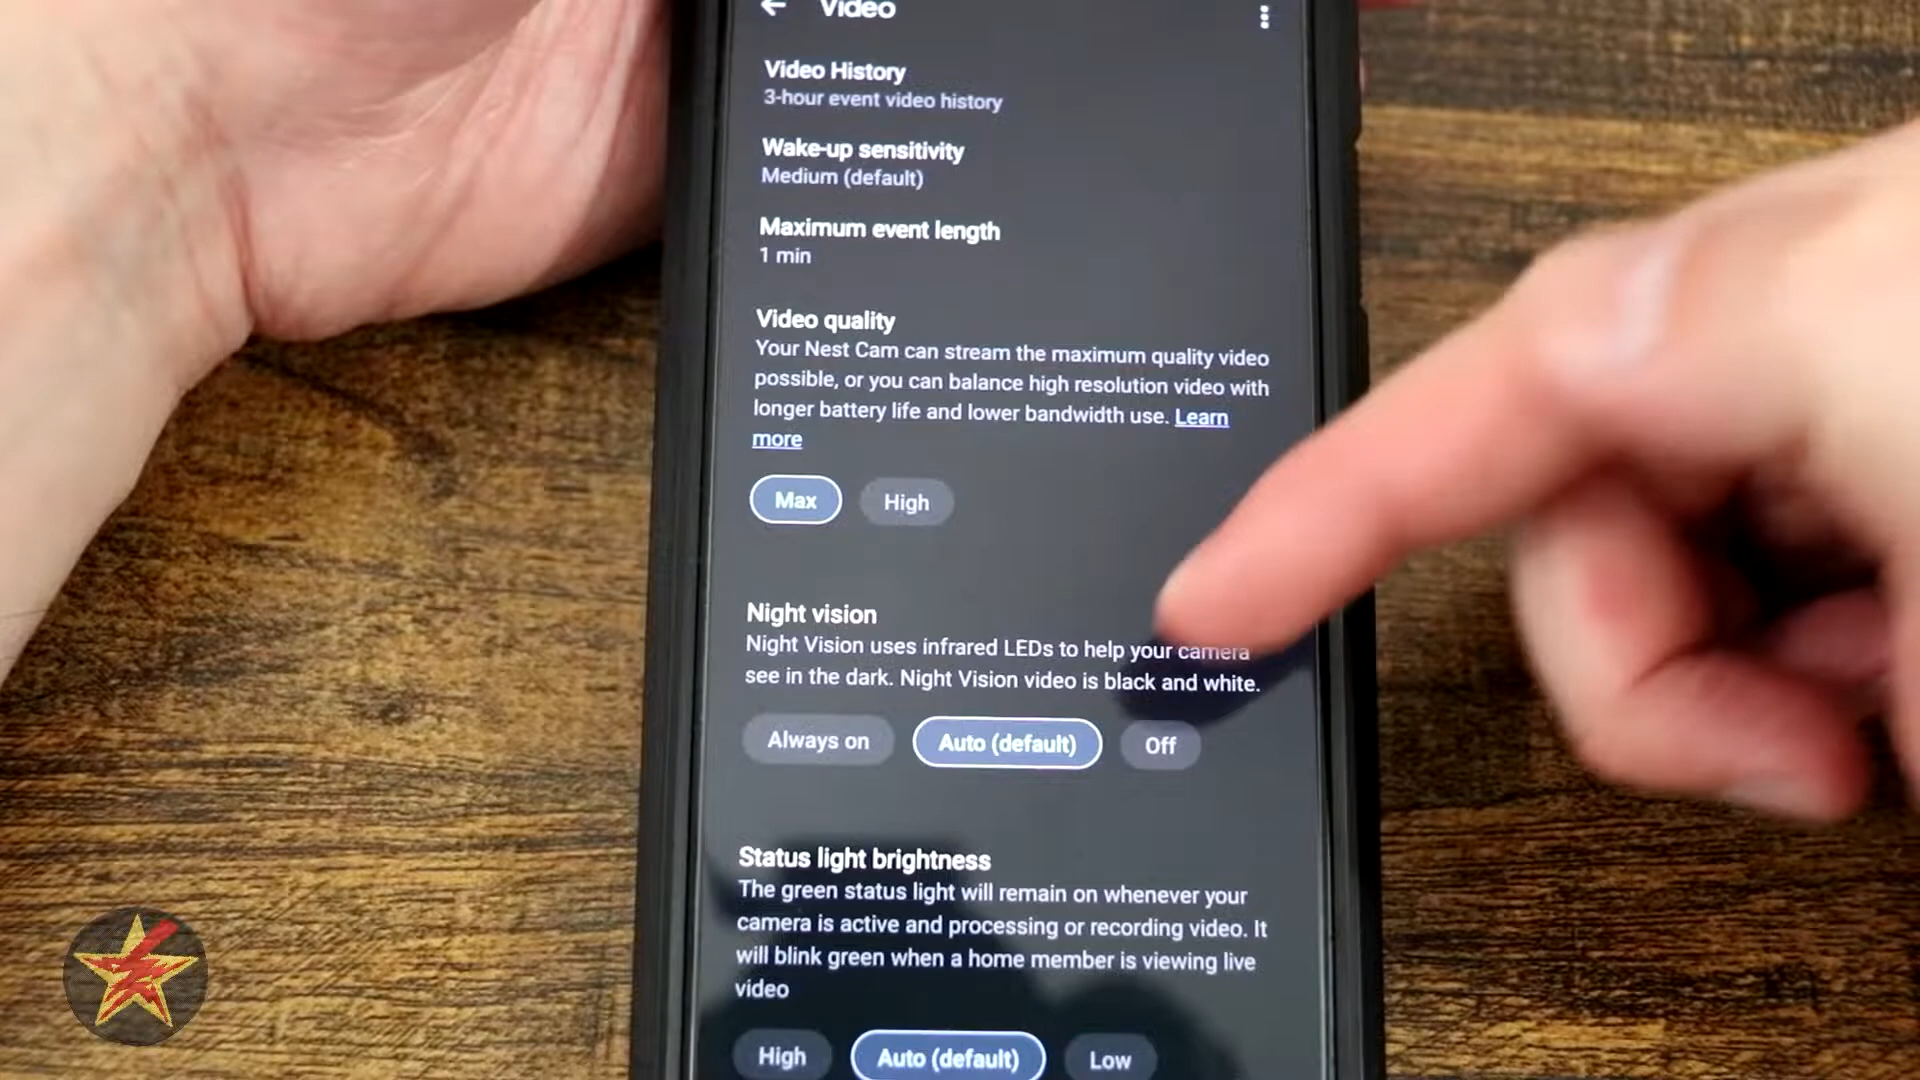 Video
Video History
3-hour event video history
Wake-up sensitivity
Medium (default)
Maximum event length
1 min
Video quality
Your Nest Cam can stream the maximum quality video
possible, or you can balance high resolution video with
longer battery life and lower bandwidth use. Learn
more
Max High
Night vision
Night Vision uses infrared LEDs to help your camera
see in the dark. Night Vision video is black and white.
Always on Auto (default) Off
Status light brightness
The green status light will remain on whenever your
camera is active and processing or recording video. It
will blink green when a home member is viewing live
video
High Auto (default) Low